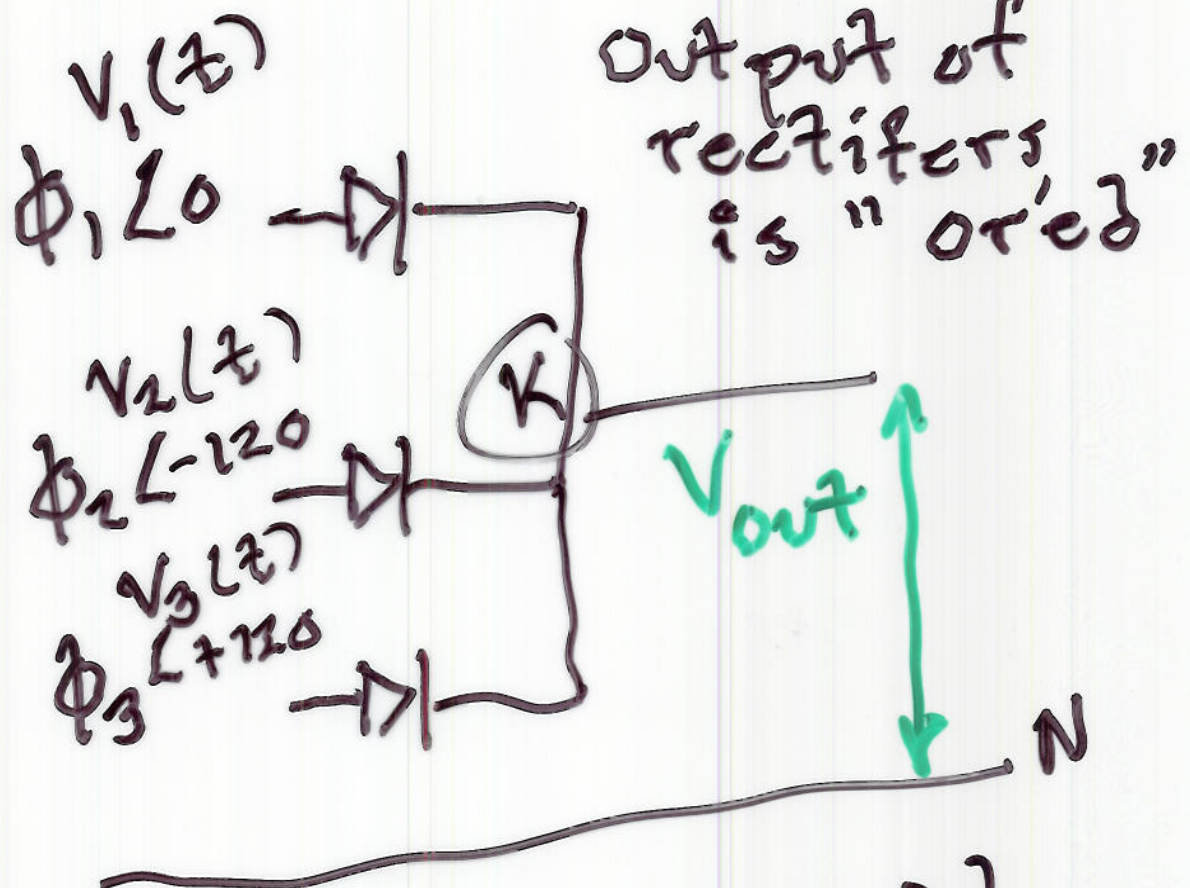 V₁(t)
ϕ₁ ∠0
Output of
rectifers
is "or'ed"
V₂(t)
ϕ₂ ∠-120
K
V₃(t)
ϕ₃ ∠+120
Vout
N